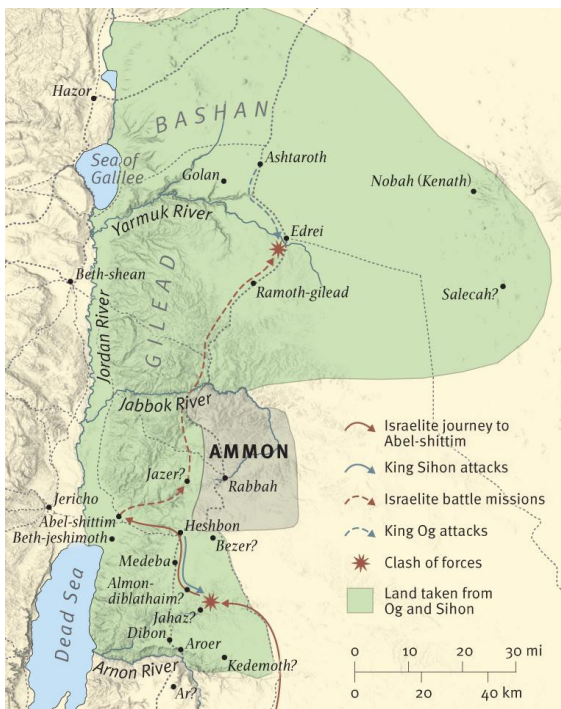 Hazor
BASHAN
Sea of
Galilee
Golan
Ashtaroth
Nobah (Kenath)
Yarmuk River
Edrei
Beth-shean
GILEAD
Ramoth-gilead
Salecah?
Jordan River
Jabbok River
AMMON
Jazer?
Rabbah
Jericho
Abel-shittim
Beth-jeshimoth
Heshbon
Bezer?
Medeba
Almon-
diblathaim?
Jahaz?
Dead Sea
Dibon
Aroer
Arnon River
Kedemoth?
Ar?
Israelite journey to
Abel-shittim
King Sihon attacks
Israelite battle missions
King Og attacks
Clash of forces
Land taken from
Og and Sihon
0 10 20 30 mi
0 20 40 km